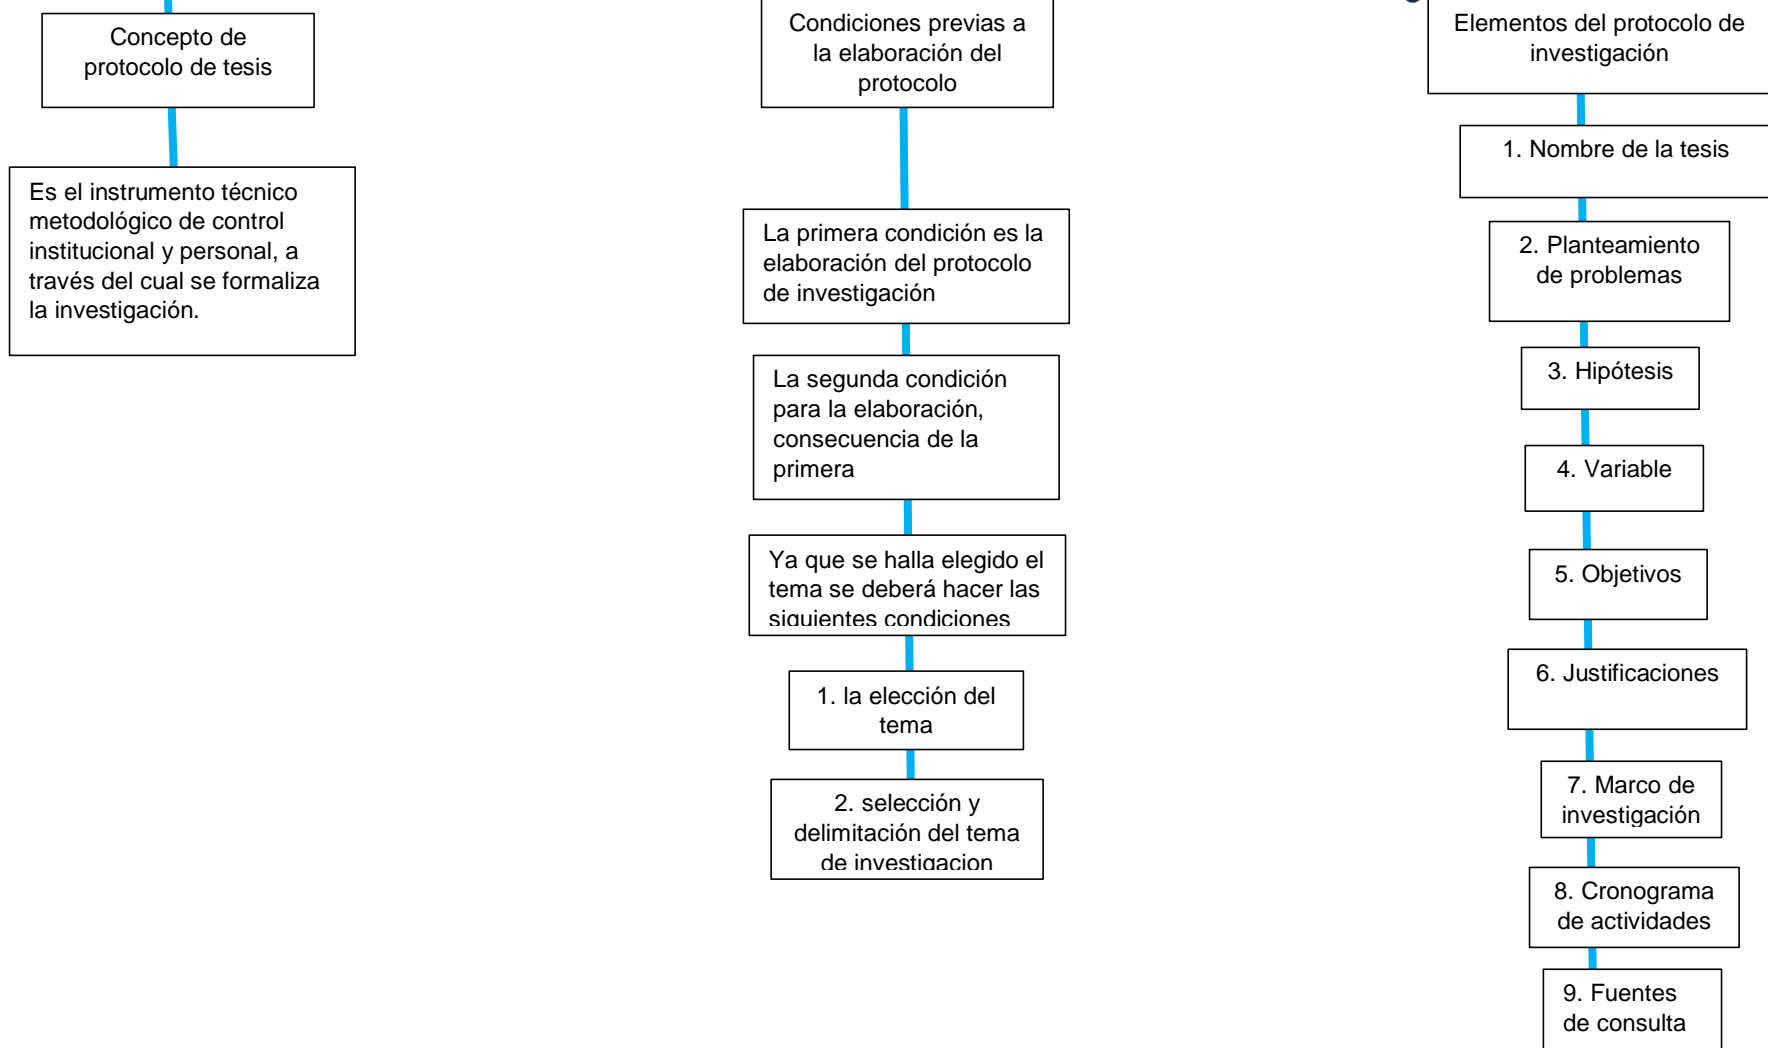 Concepto de
protocolo de tesis
Es el instrumento técnico
metodológico de control
institucional y personal, a
través del cual se formaliza
la investigación.
Condiciones previas a
la elaboración del
protocolo
La primera condición es la
elaboración del protocolo
de investigación
La segunda condición
para la elaboración,
consecuencia de la
primera
Ya que se halla elegido el
tema se deberá hacer las
siguientes condiciones
1. la elección del
tema
2. selección y
delimitación del tema
de investigacion
Elementos del protocolo de
investigación
1. Nombre de la tesis
2. Planteamiento
de problemas
3. Hipótesis
4. Variable
5. Objetivos
6. Justificaciones
7. Marco de
investigación
8. Cronograma
de actividades
9. Fuentes
de consulta